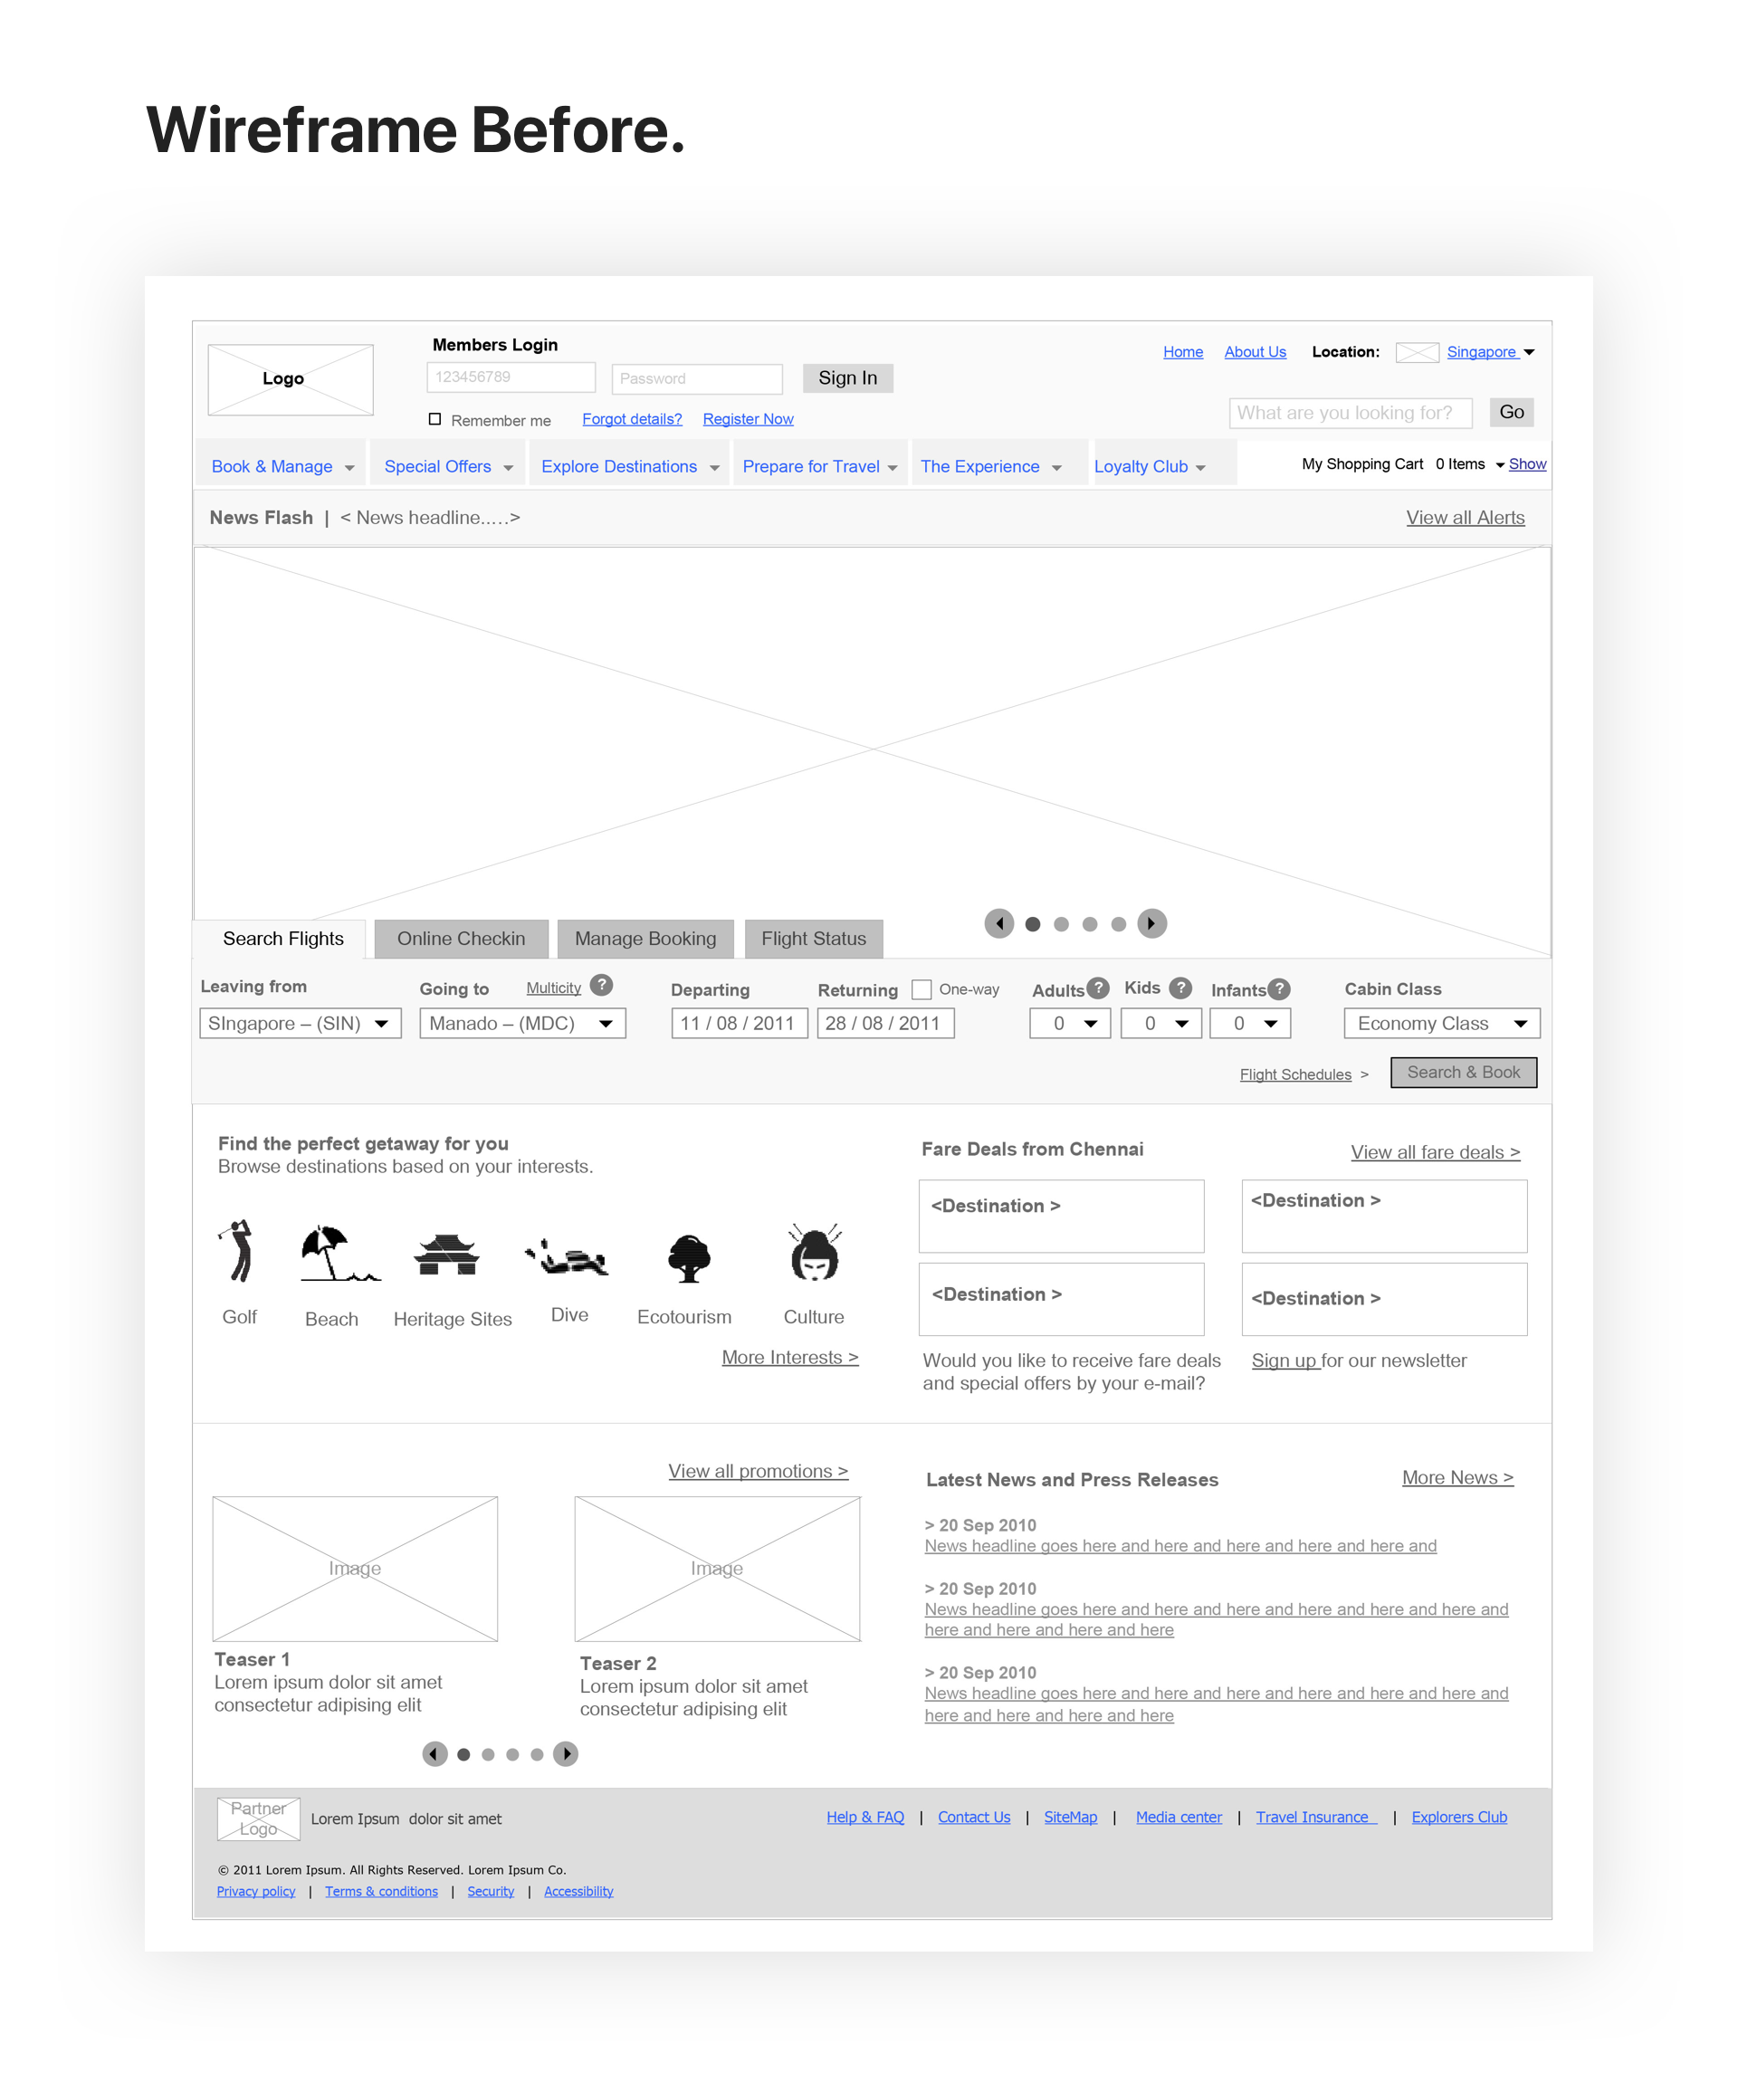 Wireframe Before.
Logo
Members Login
123456789
Password
Sign In
Remember me
Forgot details?
Register Now
Home
About Us
Location:
Singapore
What are you looking for?
Go
Book & Manage
Special Offers
Explore Destinations
Prepare for Travel
The Experience
Loyalty Club
My Shopping Cart 0 Items Show
News Flash | < News headline.....>
View all Alerts
Search Flights
Online Checkin
Manage Booking
Flight Status
Leaving from
Going to
Multicity ?
Departing
Returning
One-way
Adults ?
Kids ?
Infants ?
Cabin Class
SIngapore – (SIN)
Manado – (MDC)
11 / 08 / 2011
28 / 08 / 2011
0
0
0
Economy Class
Flight Schedules >
Search & Book
Find the perfect getaway for you
Browse destinations based on your interests.
Golf
Beach
Heritage Sites
Dive
Ecotourism
Culture
More Interests >
Fare Deals from Chennai
View all fare deals >
<Destination >
<Destination >
<Destination >
<Destination >
Would you like to receive fare deals
and special offers by your e-mail?
Sign up for our newsletter
View all promotions >
Image
Image
Teaser 1
Lorem ipsum dolor sit amet
consectetur adipising elit
Teaser 2
Lorem ipsum dolor sit amet
consectetur adipising elit
Latest News and Press Releases
More News >
> 20 Sep 2010
News headline goes here and here and here and here and here and
> 20 Sep 2010
News headline goes here and here and here and here and here and here and
here and here and here and here
> 20 Sep 2010
News headline goes here and here and here and here and here and here and
here and here and here and here
Partner
Logo
Lorem Ipsum dolor sit amet
Help & FAQ | Contact Us | SiteMap | Media center | Travel Insurance | Explorers Club
© 2011 Lorem Ipsum. All Rights Reserved. Lorem Ipsum Co.
Privacy policy | Terms & conditions | Security | Accessibility